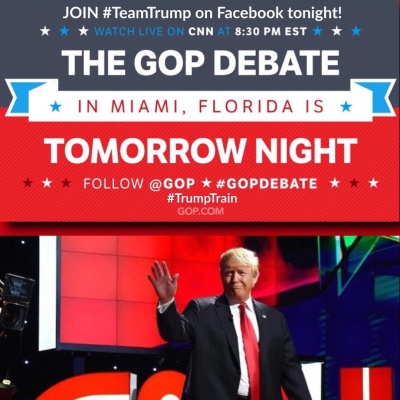 JOIN #TeamTrump on Facebook tonight!
WATCH LIVE ON CNN AT 8:30 PM EST
THE GOP DEBATE
IN MIAMI, FLORIDA IS
TOMORROW NIGHT
FOLLOW @GOP ★ #GOPDEBATE
#TrumpTrain
GOP.COM